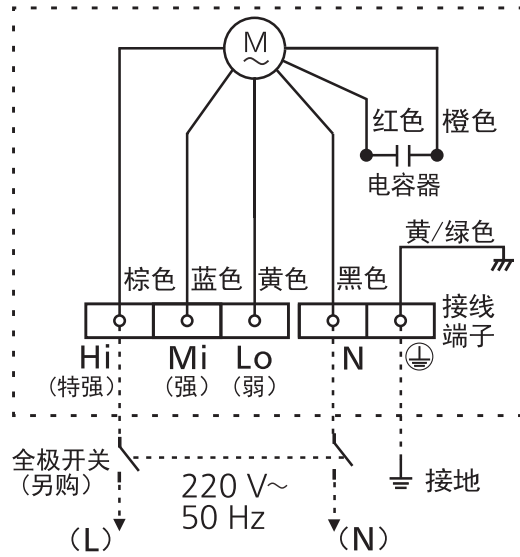 M
红色 橙色
电容器
黄/绿色
棕色 蓝色 黄色 黑色
接线
端子
Hi Mi Lo N
(特强) (强) (弱)
全极开关
(另购)
220 V~
50 Hz
接地
(L) (N)